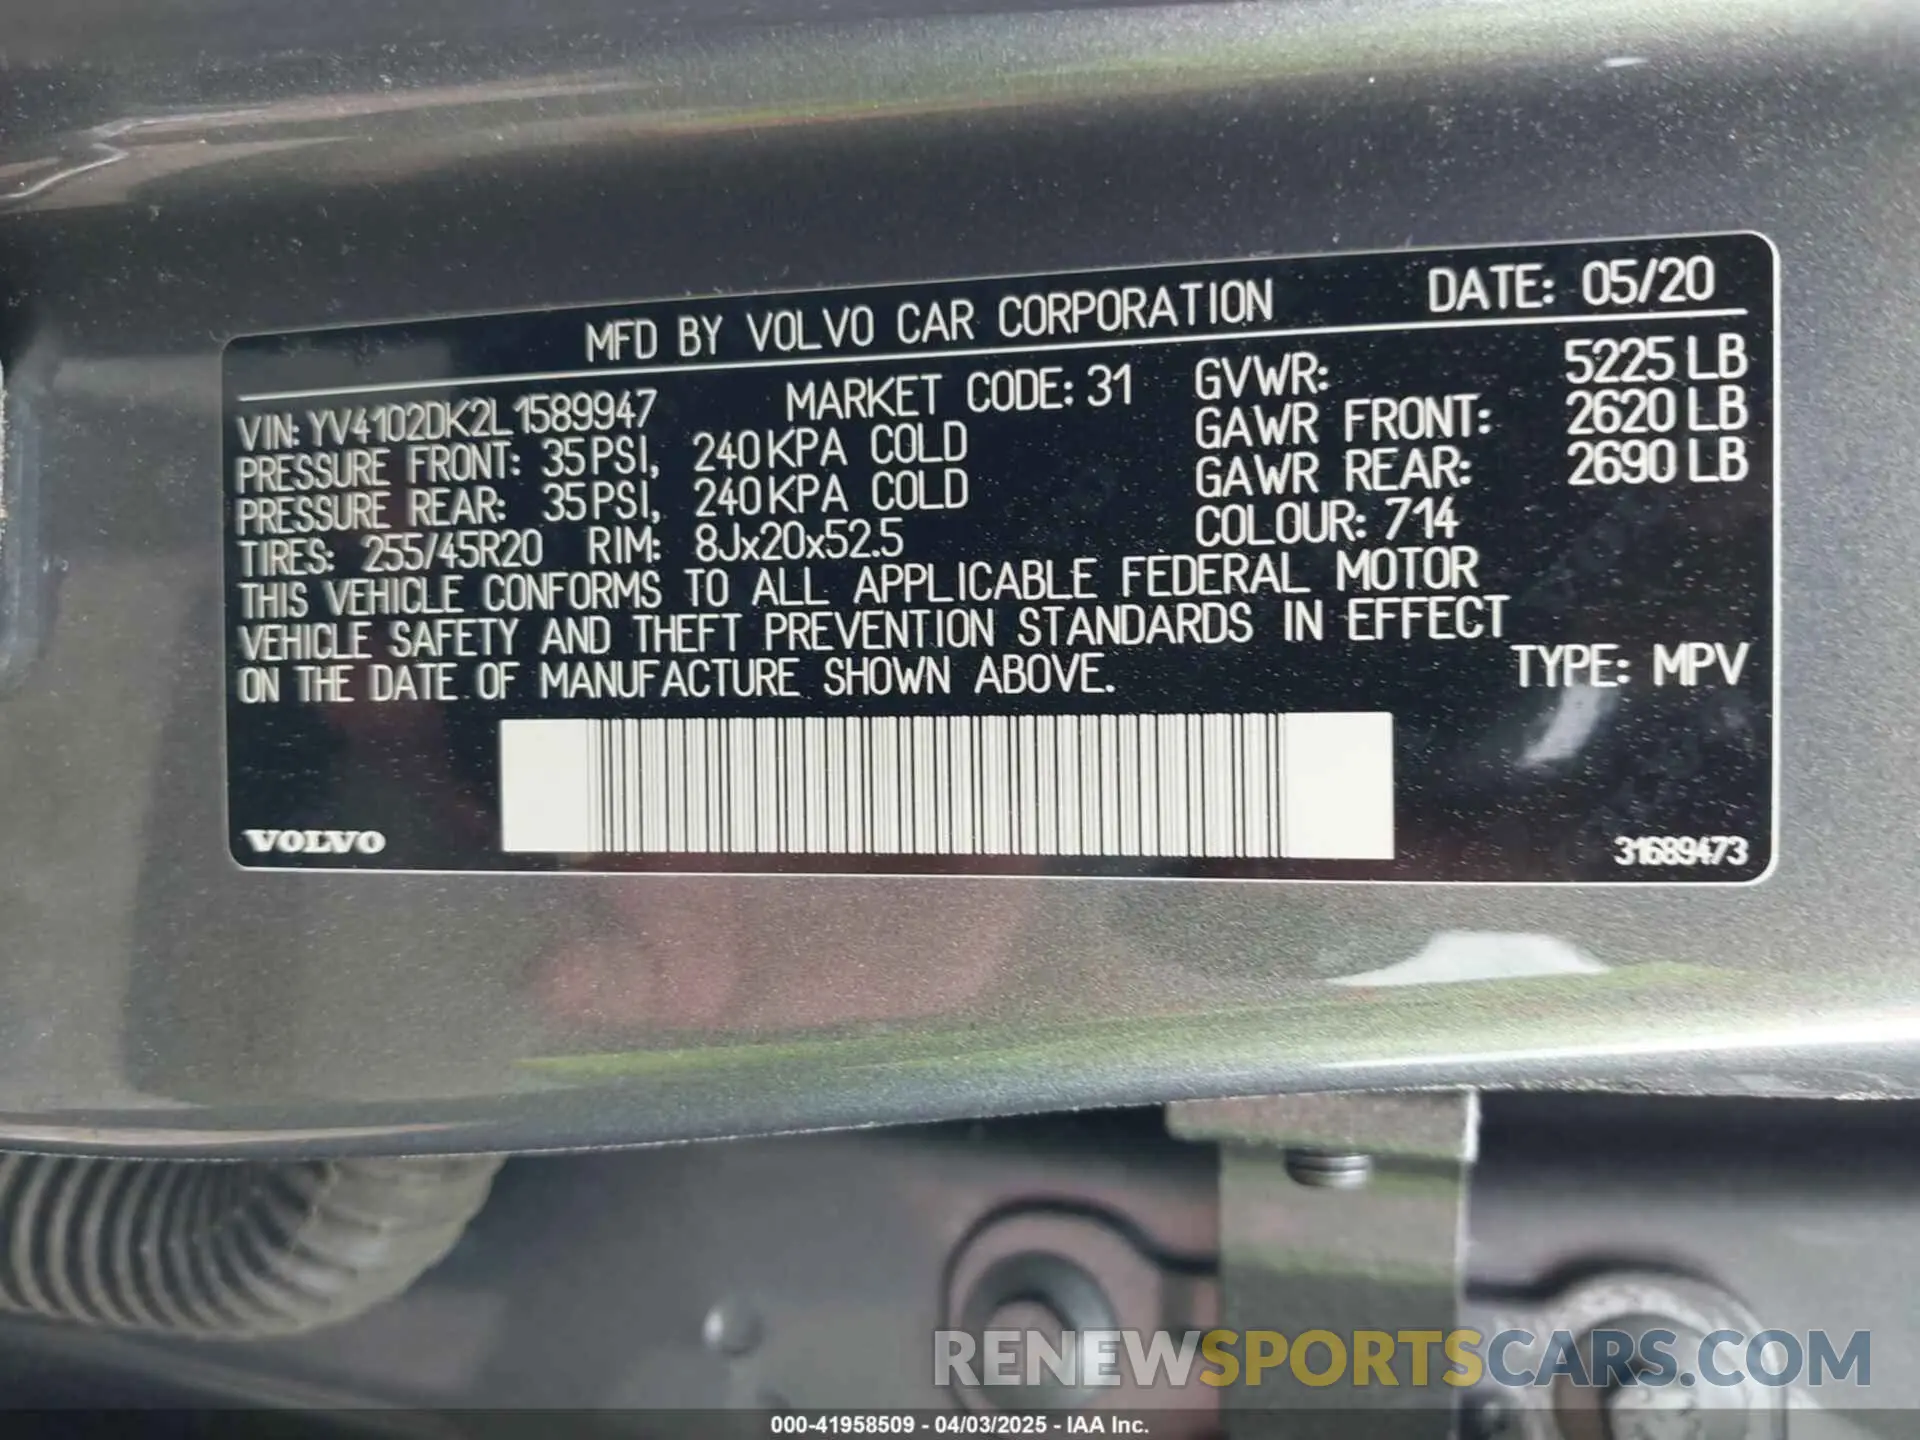 MFD BY VOLVO CAR CORPORATION DATE: 05/20
VIN: YV4102DK2L1589947 MARKET CODE: 31 GVWR: 5225 LB
PRESSURE FRONT: 35PSI, 240KPA COLD GAWR FRONT: 2620 LB
PRESSURE REAR: 35PSI, 240KPA COLD GAWR REAR: 2690 LB
TIRES: 255/45R20 RIM: 8Jx20x52.5 COLOUR: 714
THIS VEHICLE CONFORMS TO ALL APPLICABLE FEDERAL MOTOR
VEHICLE SAFETY AND THEFT PREVENTION STANDARDS IN EFFECT
ON THE DATE OF MANUFACTURE SHOWN ABOVE. TYPE: MPV
VOLVO 31689473
RENEWSPORTSCARS.COM
000-41958509 - 04/03/2025 - IAA Inc.